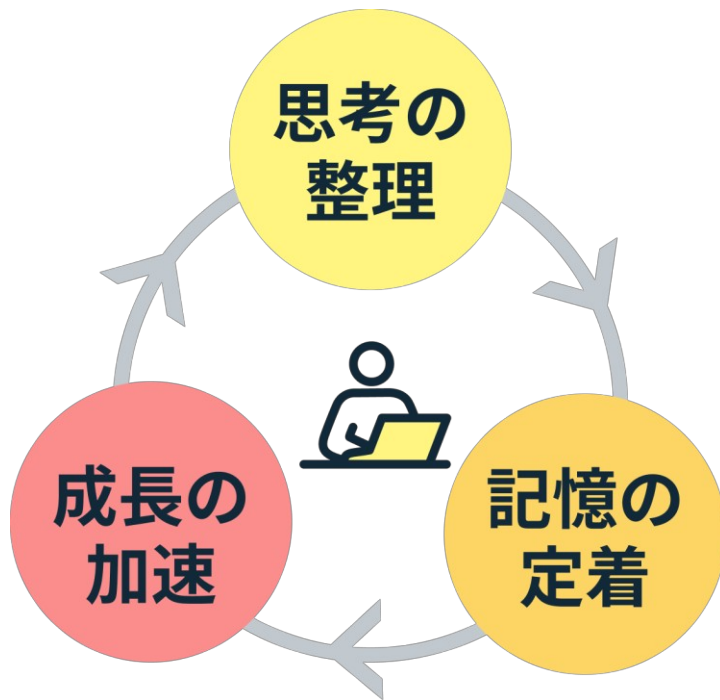 思考の
整理
記憶の
定着
成長の
加速